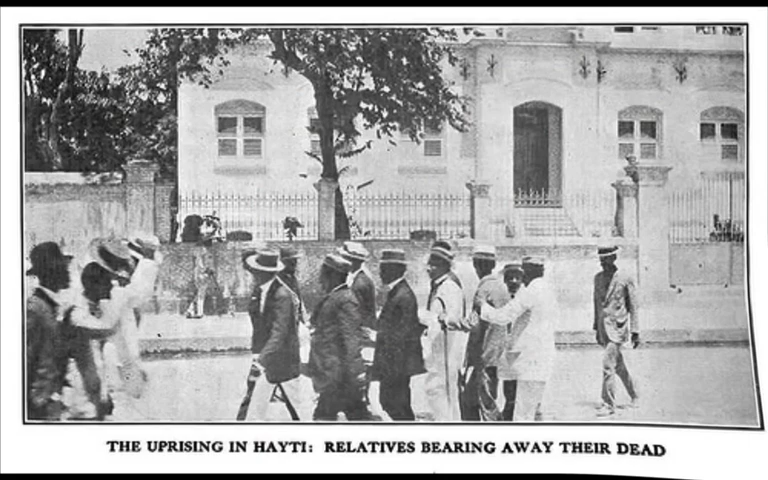 THE UPRISING IN HAYTI: RELATIVES BEARING AWAY THEIR DEAD